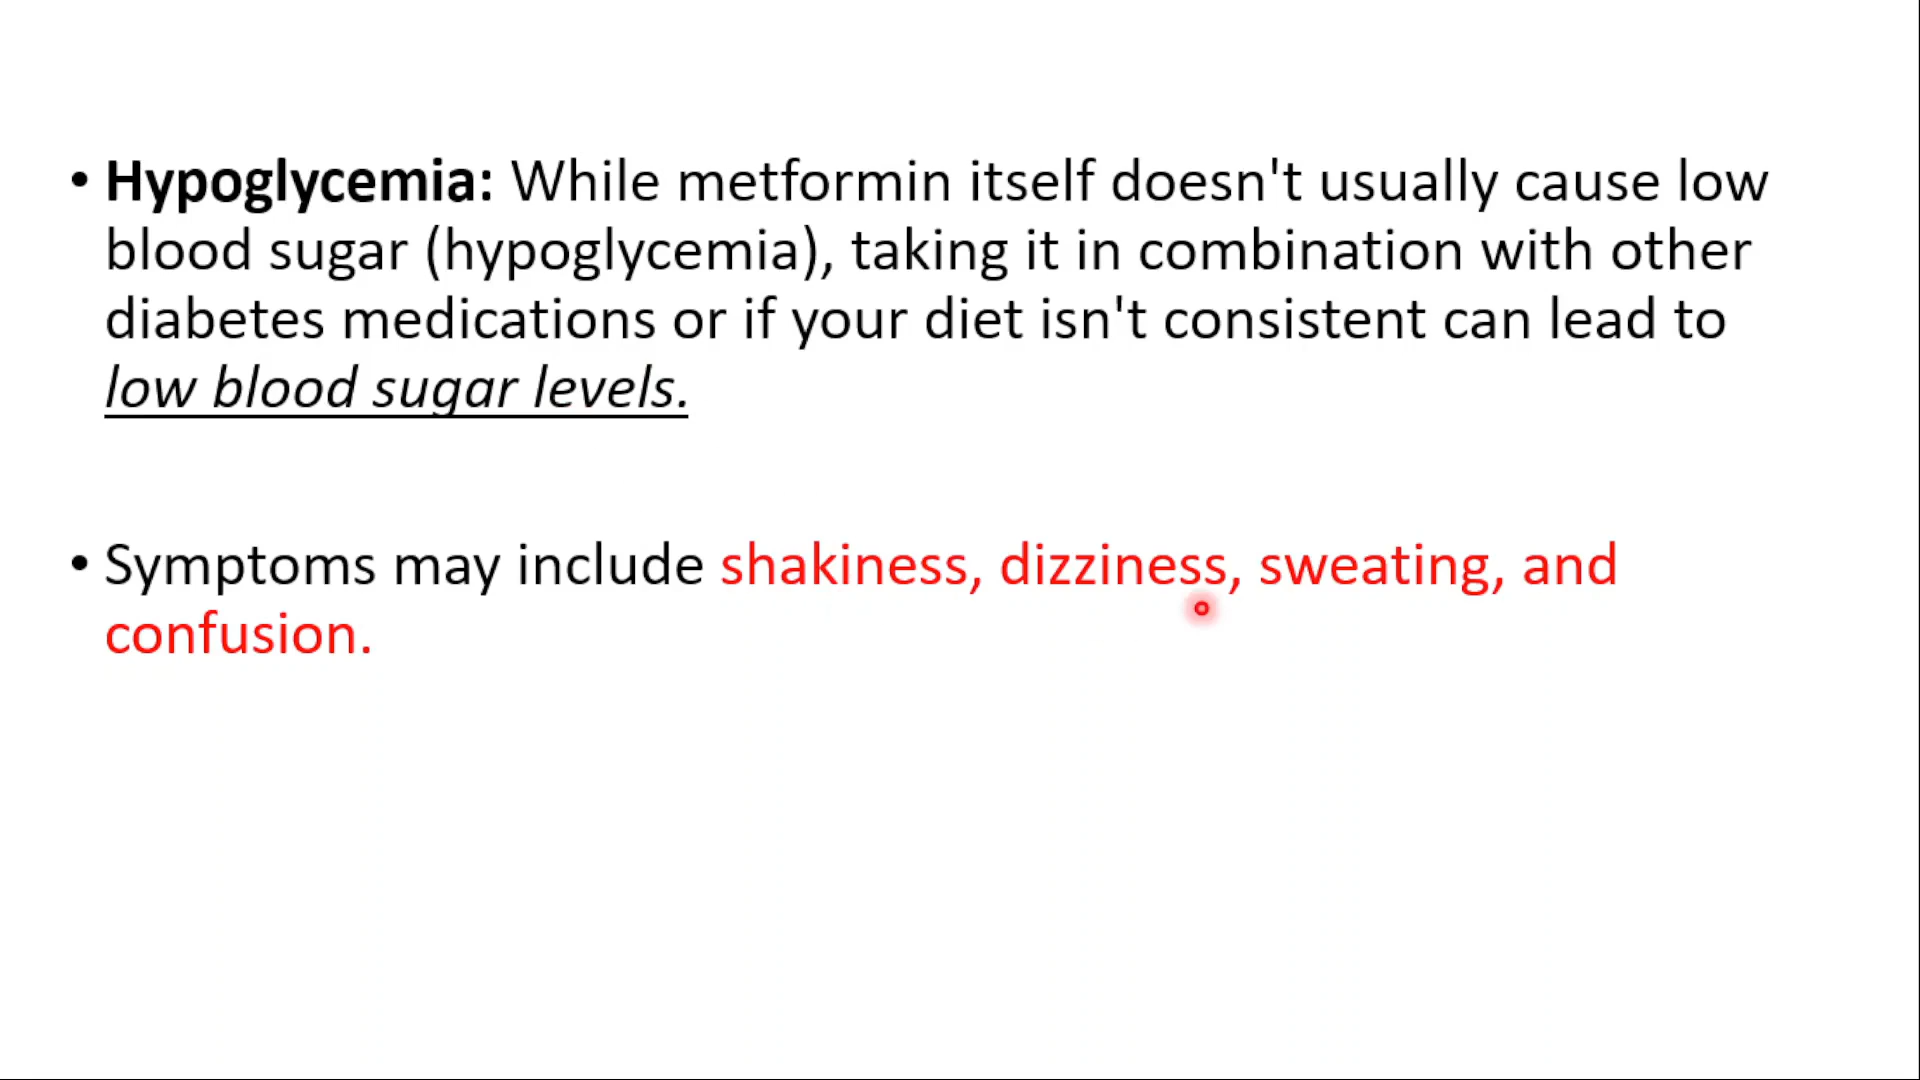 • Hypoglycemia: While metformin itself doesn't usually cause low
blood sugar (hypoglycemia), taking it in combination with other
diabetes medications or if your diet isn't consistent can lead to
low blood sugar levels.
• Symptoms may include shakiness, dizziness, sweating, and
confusion.